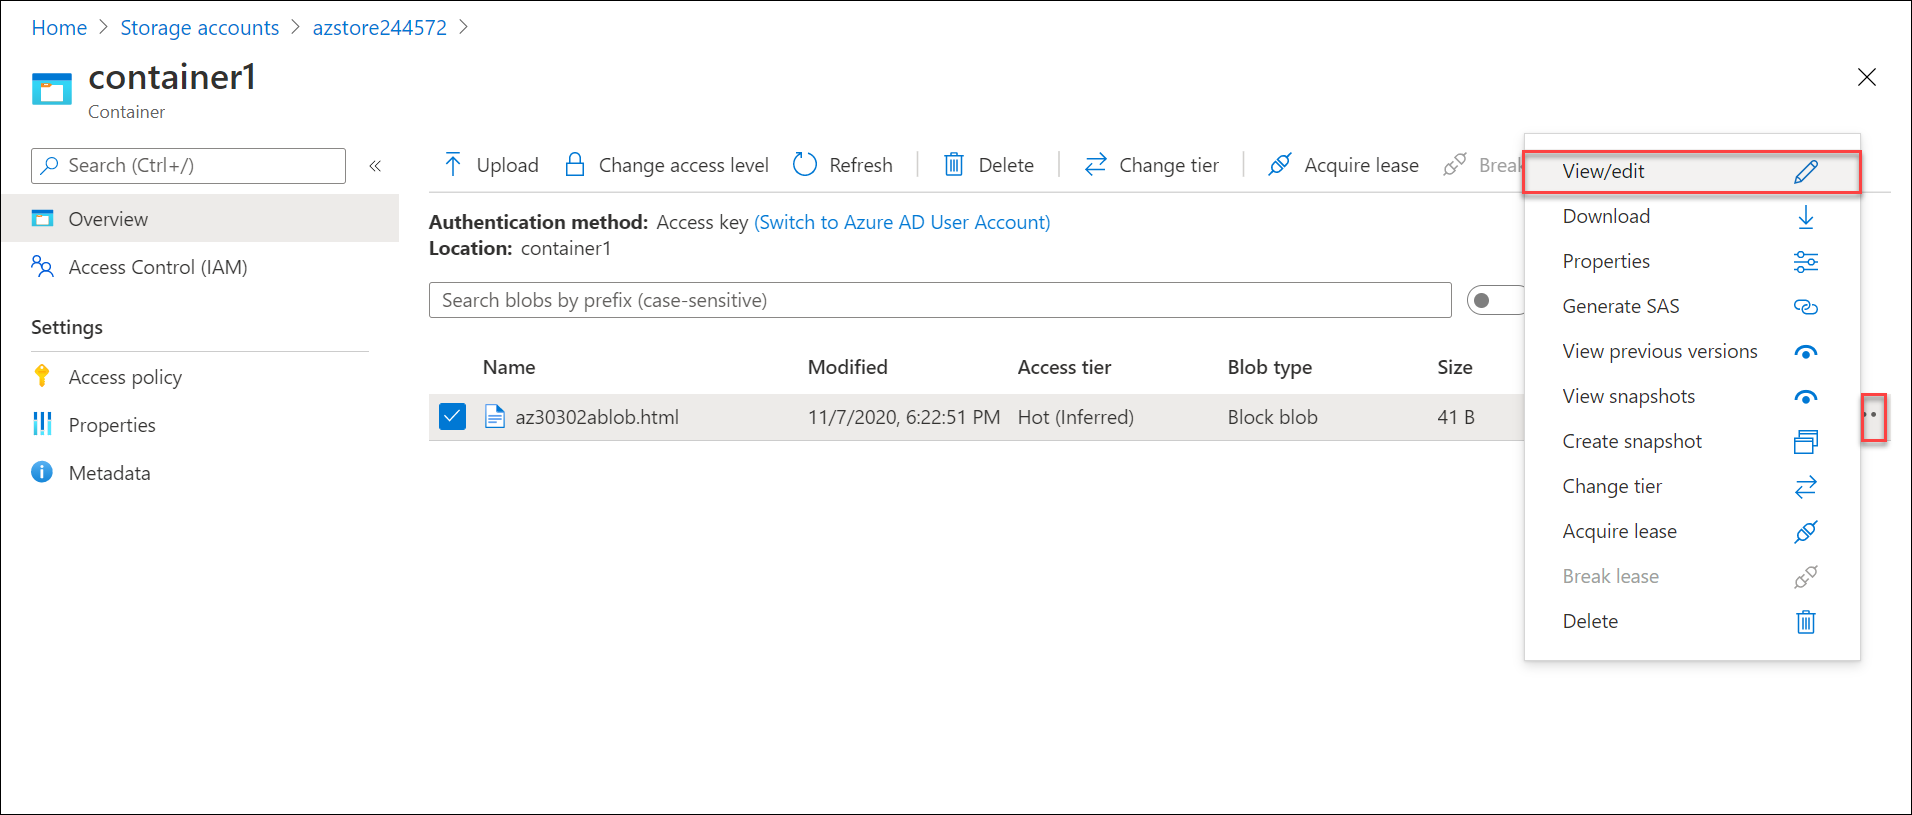 Home > Storage accounts > azstore244572 >
container1
Container
Search (Ctrl+/)
«
Overview
Access Control (IAM)
Settings
Access policy
Properties
Metadata
Upload Change access level Refresh Delete Change tier Acquire lease Break
Authentication method: Access key (Switch to Azure AD User Account)
Location: container1
Search blobs by prefix (case-sensitive)
Name Modified Access tier Blob type Size
az30302ablob.html 11/7/2020, 6:22:51 PM Hot (Inferred) Block blob 41 B
View/edit
Download
Properties
Generate SAS
View previous versions
View snapshots
Create snapshot
Change tier
Acquire lease
Break lease
Delete